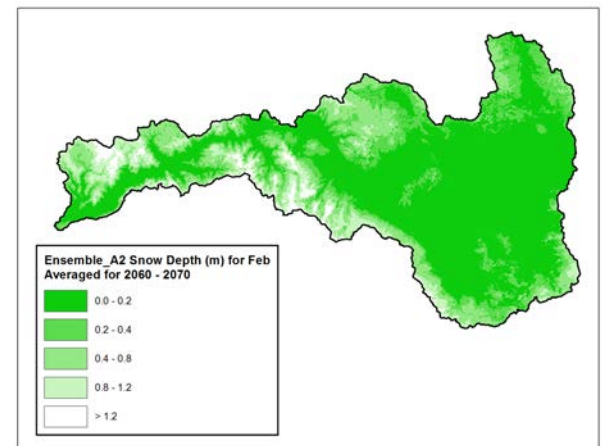 Ensemble_A2 Snow Depth (m) for Feb
Averaged for 2060 - 2070
0.0 - 0.2
0.2 - 0.4
0.4 - 0.8
0.8 - 1.2
> 1.2